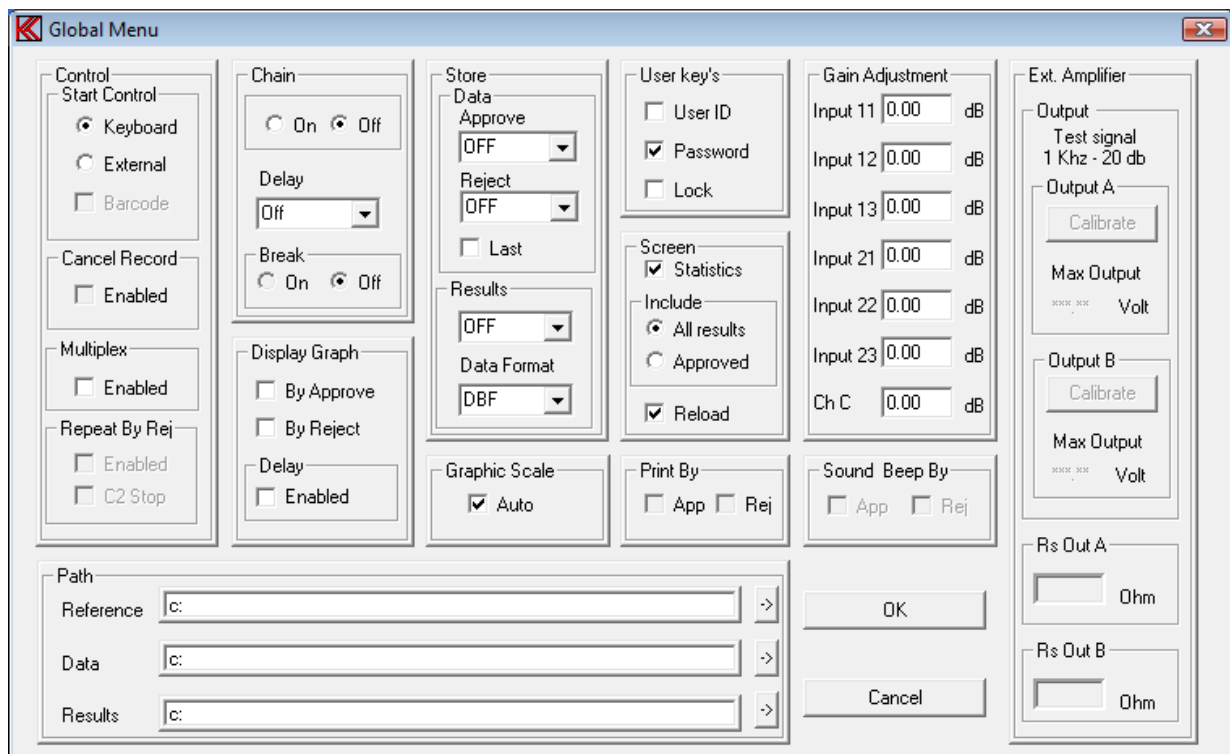 Global Menu
Control
Start Control
Keyboard
External
Barcode
Cancel Record
Enabled
Multiplex
Enabled
Repeat By Rej
Enabled
C2 Stop
Chain
On Off
Delay
Off
Break
On Off
Display Graph
By Approve
By Reject
Delay
Enabled
Store
Data
Approve
OFF
Reject
OFF
Last
Results
OFF
Data Format
DBF
Graphic Scale
Auto
User key's
User ID
Password
Lock
Screen
Statistics
Include
All results
Approved
Reload
Print By
App Rej
Gain Adjustment
Input 11 0.00 dB
Input 12 0.00 dB
Input 13 0.00 dB
Input 21 0.00 dB
Input 22 0.00 dB
Input 23 0.00 dB
Ch C 0.00 dB
Sound Beep By
App Rej
Ext. Amplifier
Output
Test signal
1 Khz - 20 db
Output A
Calibrate
Max Output
***.** Volt
Output B
Calibrate
Max Output
***.** Volt
Rs Out A
Ohm
Rs Out B
Ohm
Path
Reference c: ->
Data c: ->
Results c: ->
OK
Cancel